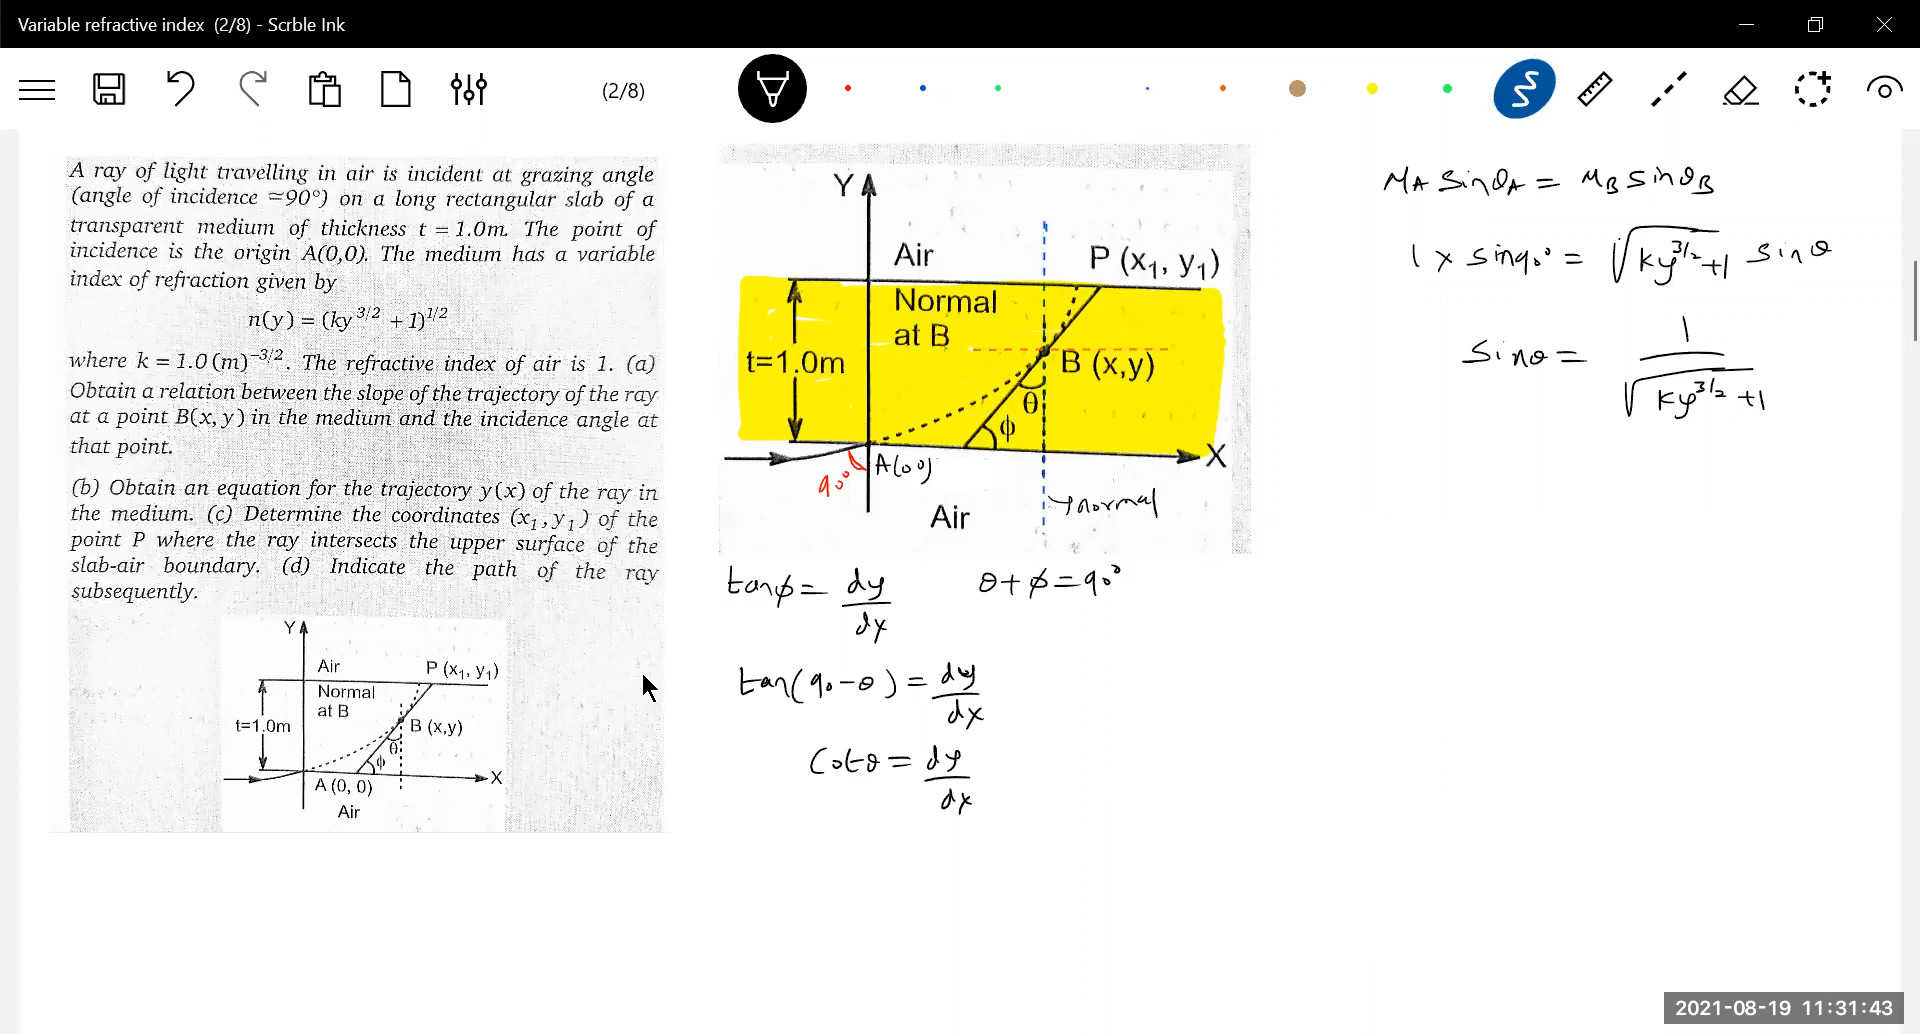 Variable refractive index (2/8) - Scrble Ink
(2/8)
A ray of light travelling in air is incident at grazing angle
(angle of incidence ≃90°) on a long rectangular slab of a
transparent medium of thickness t = 1.0m. The point of
incidence is the origin A(0,0). The medium has a variable
index of refraction given by
n(y) = (ky^{3/2} + 1)^{1/2}
where k = 1.0 (m)^{-3/2}. The refractive index of air is 1. (a)
Obtain a relation between the slope of the trajectory of the ray
at a point B(x, y) in the medium and the incidence angle at
that point.
(b) Obtain an equation for the trajectory y(x) of the ray in
the medium. (c) Determine the coordinates (x₁, y₁) of the
point P where the ray intersects the upper surface of the
slab-air boundary. (d) Indicate the path of the ray
subsequently.
Y
Air
P (x₁, y₁)
Normal
at B
t=1.0m
B (x,y)
θ
ϕ
X
A (0, 0)
Air
Y
Air
P (x₁, y₁)
Normal
at B
t=1.0m
B (x,y)
θ
ϕ
X
90°
A(00)
normal
Air
tanϕ = dy/dx
θ + ϕ = 90°
tan(90-θ) = dy/dx
Cotθ = dy/dx
μA SinθA = μB SinθB
1 × Sin90° = √(ky^{3/2}+1) Sinθ
Sinθ = 1/√(ky^{3/2}+1)
2021-08-19 11:31:43